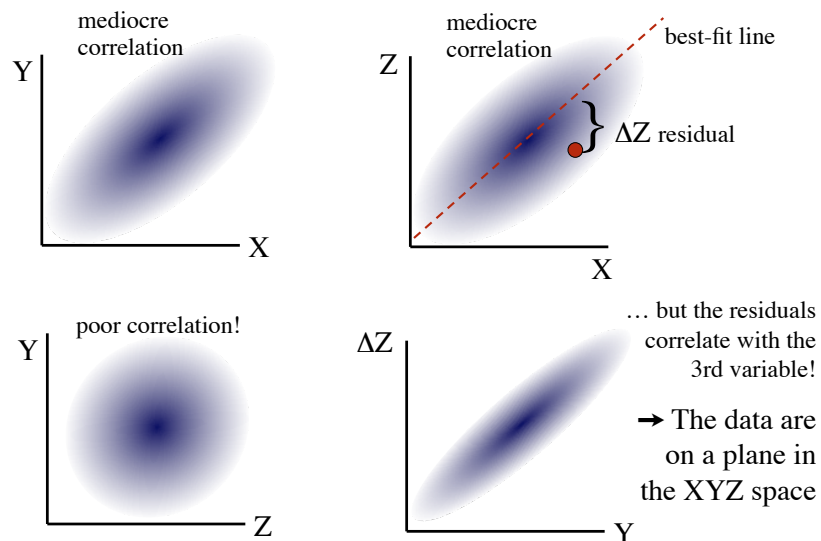 mediocre
correlation
Y
X
mediocre
correlation
best-fit line
Z
} ΔZ residual
X
poor correlation!
Y
Z
… but the residuals
correlate with the
3rd variable!
ΔZ
→ The data are
on a plane in
the XYZ space
Y